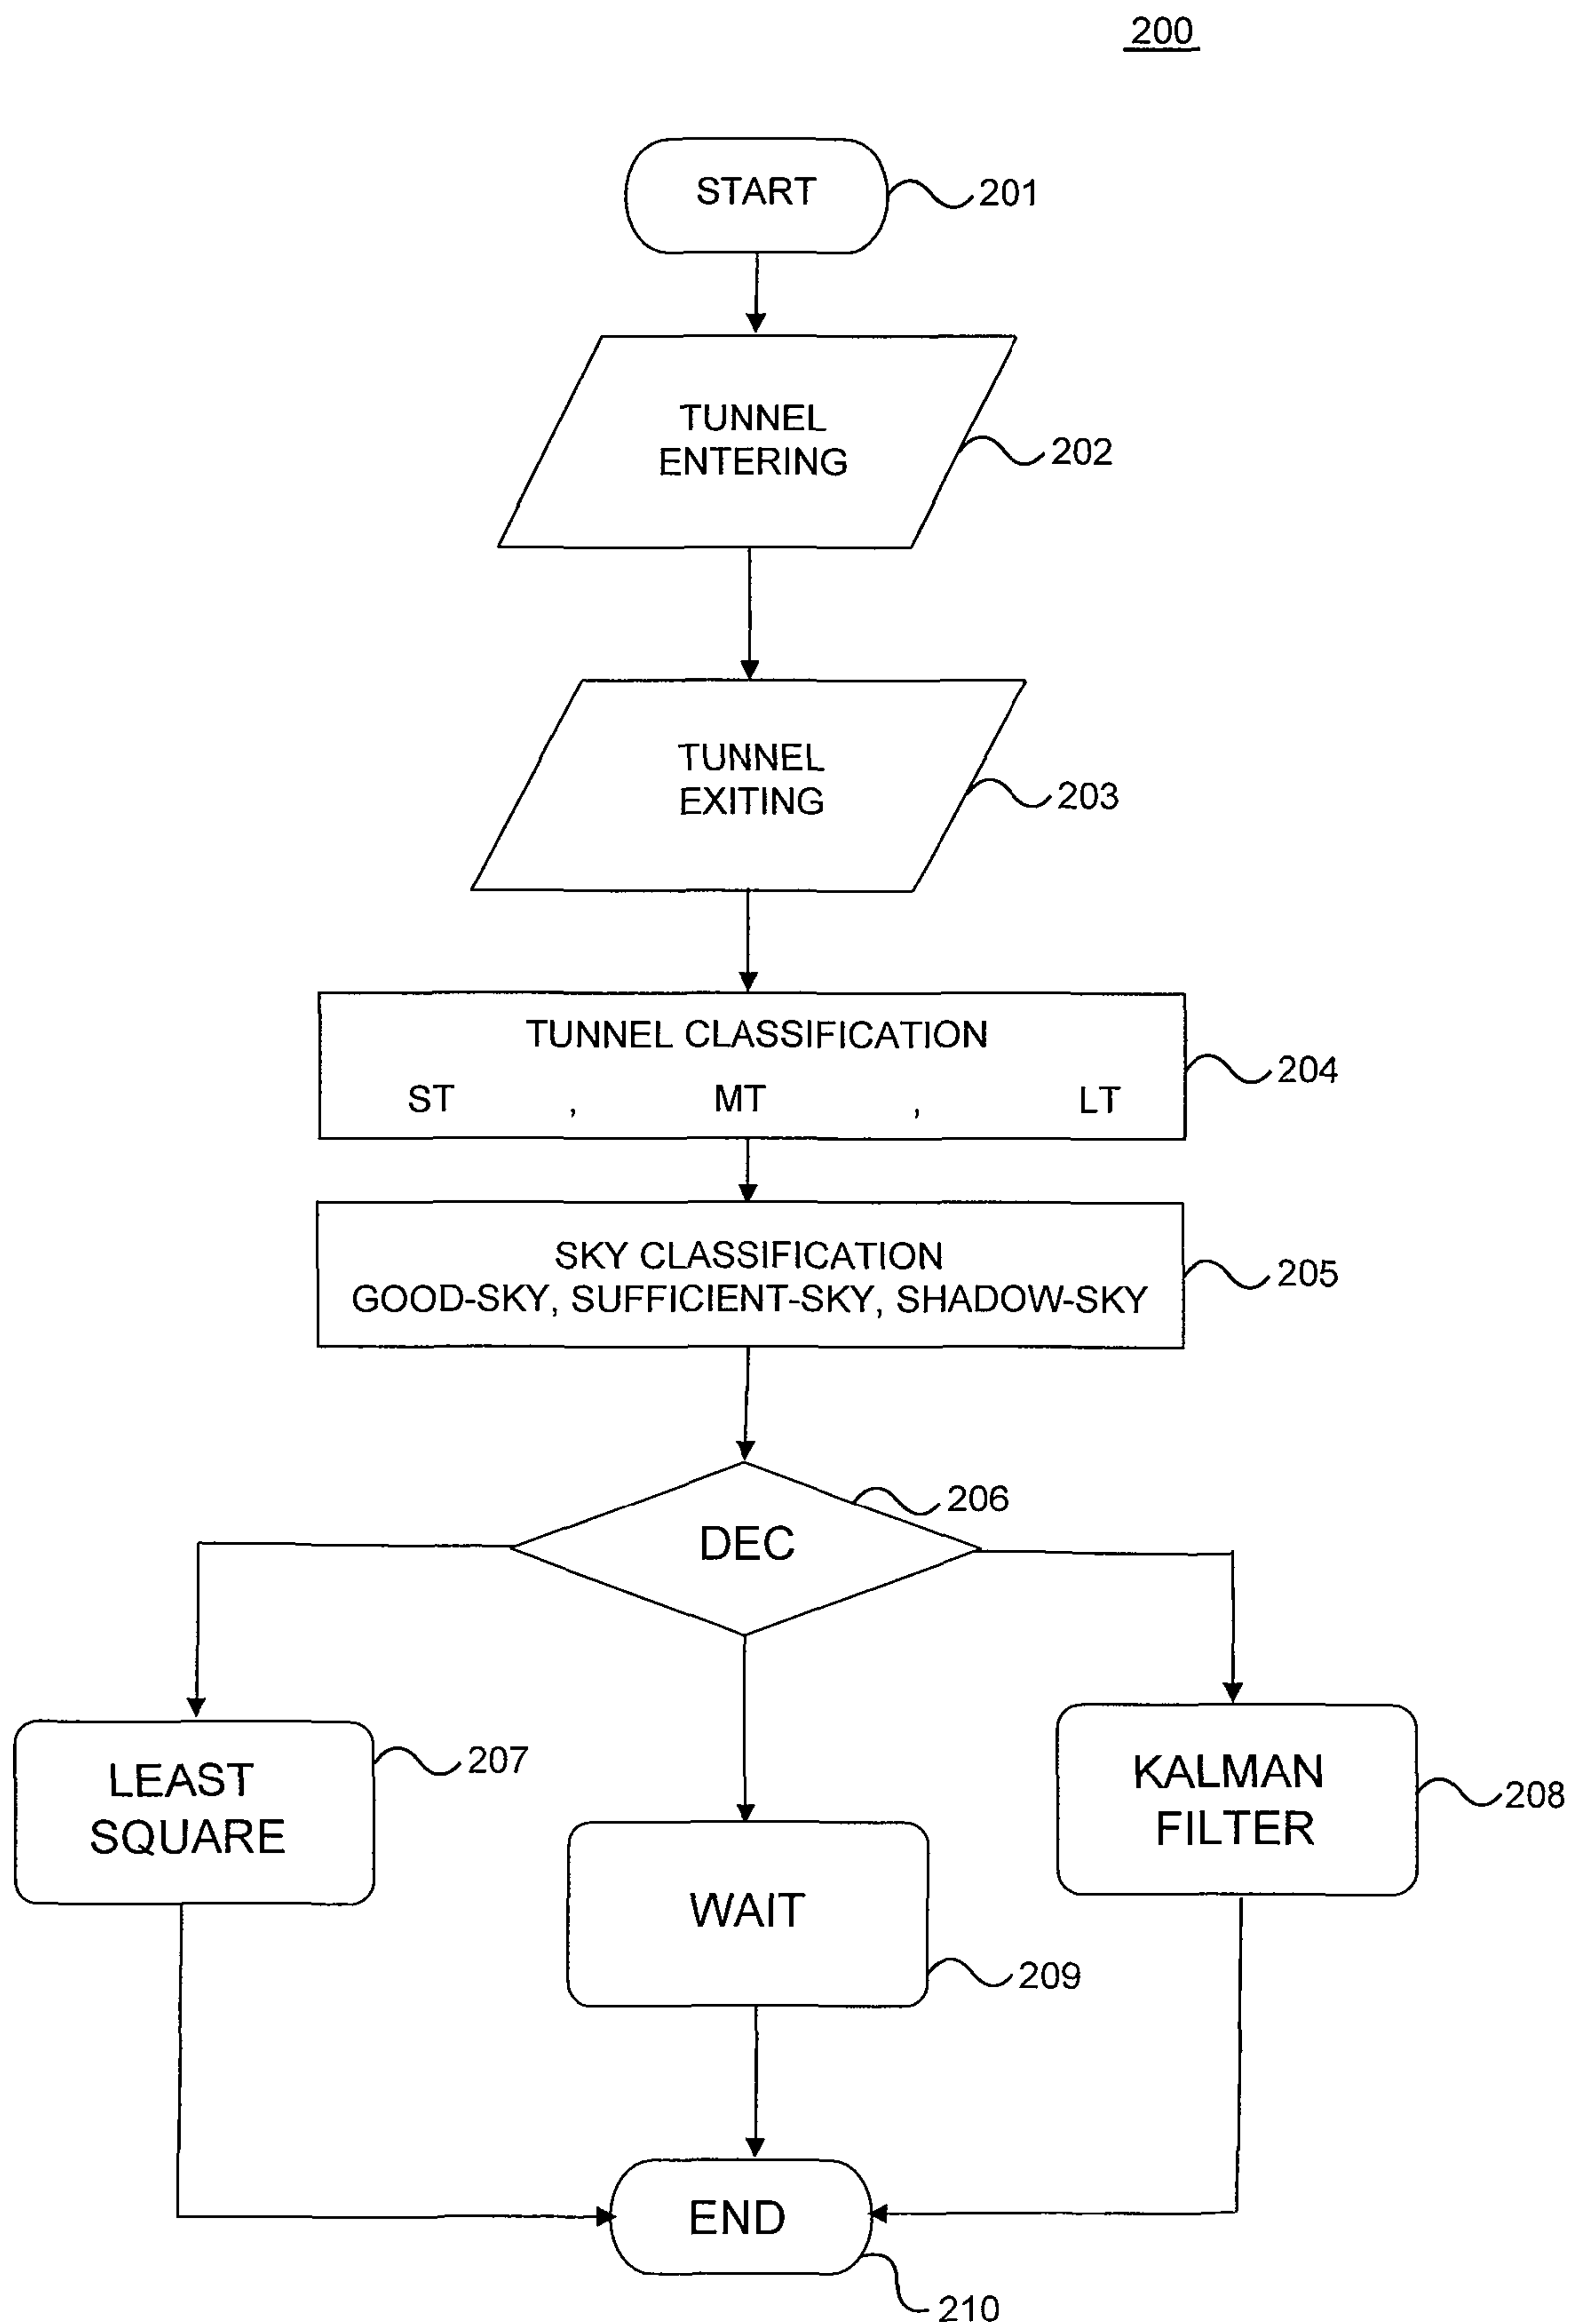 200
START
201
TUNNEL
ENTERING
202
TUNNEL
EXITING
203
TUNNEL CLASSIFICATION
ST , MT , LT
204
SKY CLASSIFICATION
GOOD-SKY, SUFFICIENT-SKY, SHADOW-SKY
205
DEC
206
LEAST
SQUARE
207
KALMAN
FILTER
208
WAIT
209
END
210